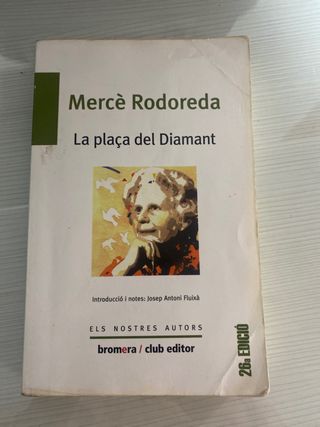 Mercè Rodoreda
La plaça del Diamant
Introducció i notes: Josep Antoni Fluixà
ELS NOSTRES AUTORS
bromera / club editor
26a EDICIÓ